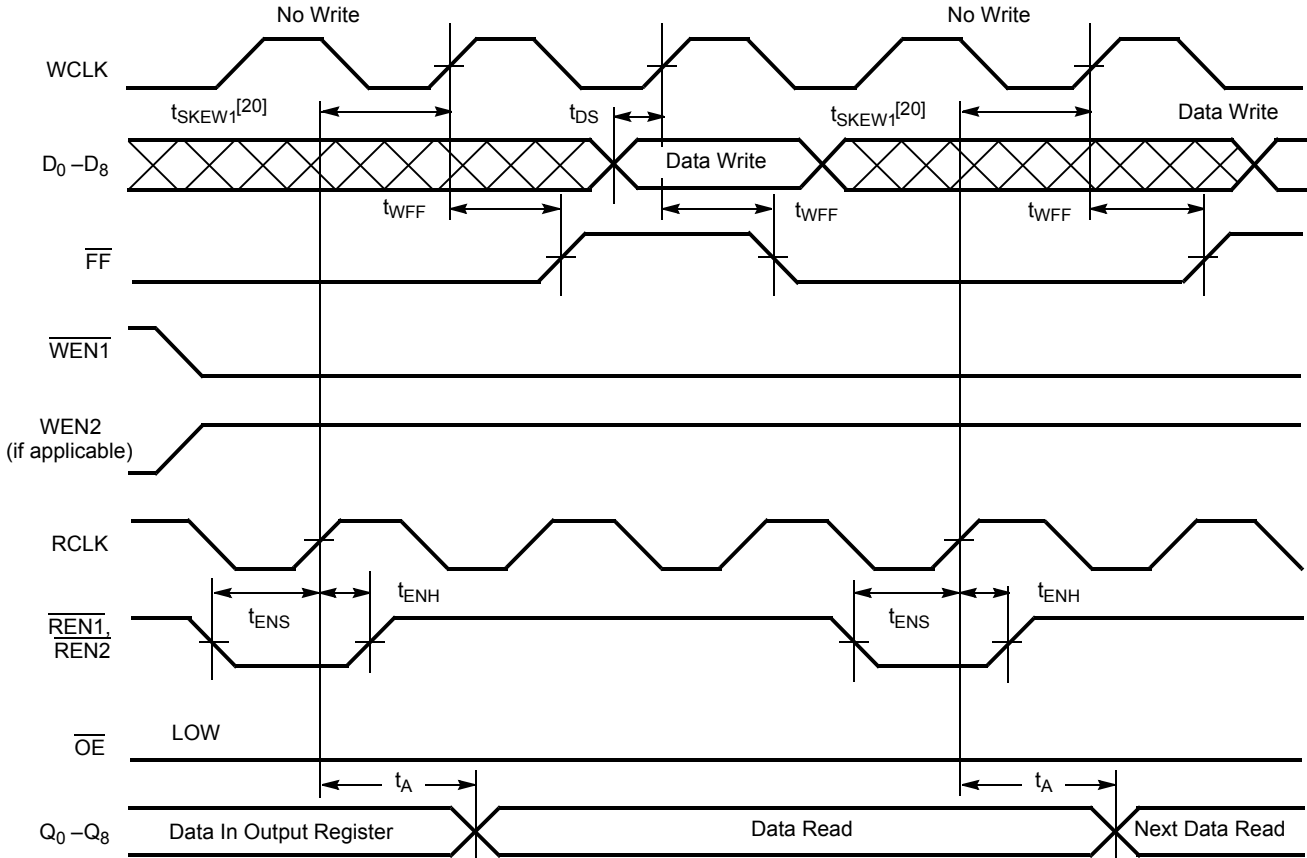 No Write No Write
WCLK
tSKEW1[20] tDS tSKEW1[20] Data Write
D0 –D8 Data Write
tWFF tWFF tWFF
FF
WEN1
WEN2
(if applicable)
RCLK
tENH tENH
tENS tENS
REN1,
REN2
LOW
OE
tA tA
Q0 –Q8 Data In Output Register Data Read Next Data Read